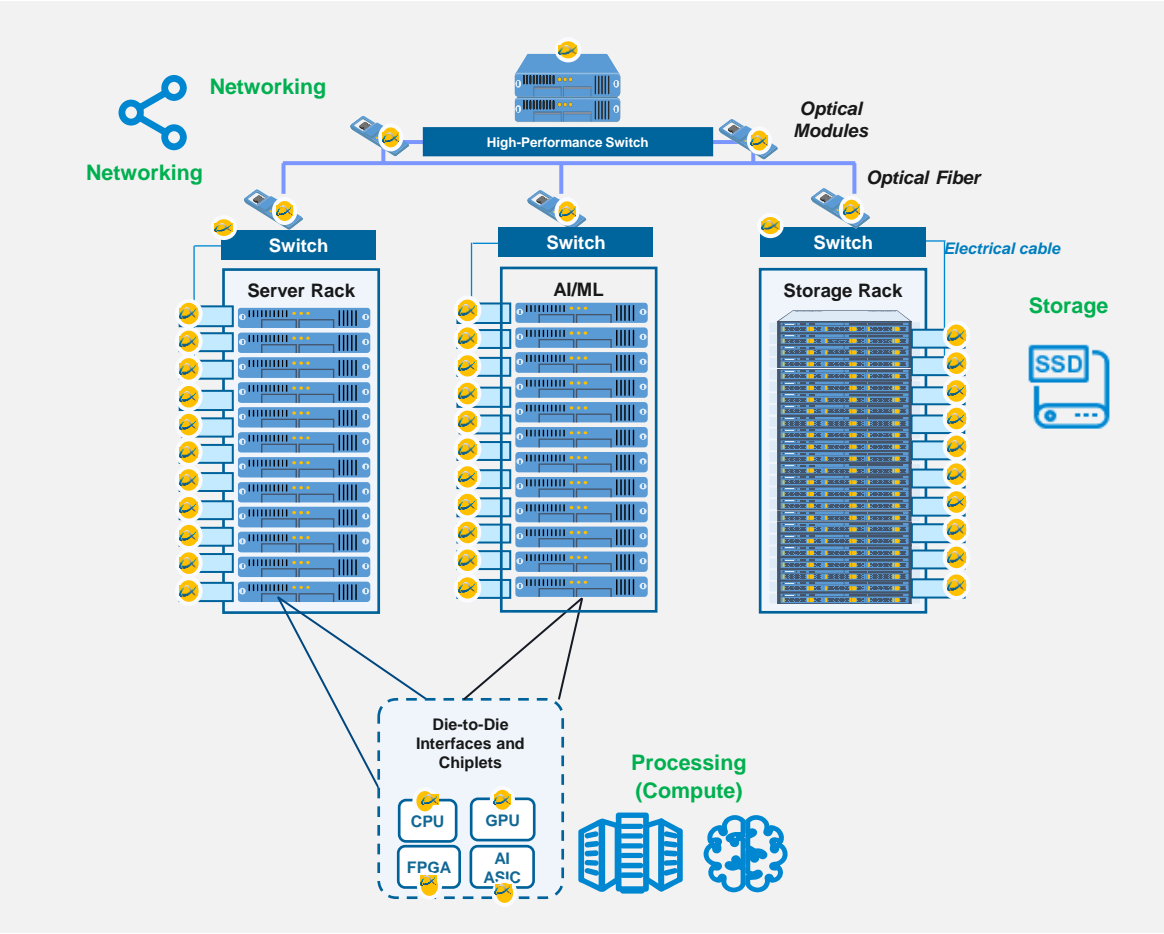 Networking
Networking
Optical
Modules
High-Performance Switch
Optical Fiber
Switch
Switch
Switch
Electrical cable
Server Rack
AI/ML
Storage Rack
Storage
SSD
Die-to-Die
Interfaces and
Chiplets
CPU
GPU
FPGA
AI
ASIC
Processing
(Compute)